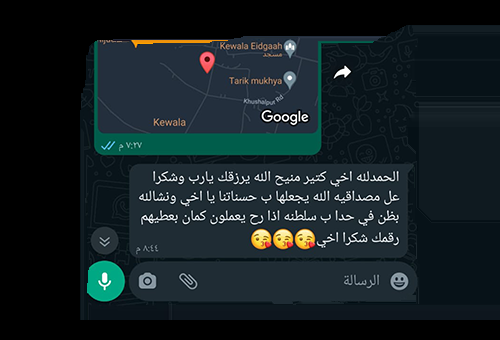 Kewala Eidgaah
مسجد
Tarik mukhya
Khushalpur Rd
Kewala
Google
٧:٢٧ م
الحمدلله اخي كتير منيح الله يرزقك يارب وشكرا
عل مصداقيه الله يجعلها ب حسناتنا يا اخي ونشالله
بظن في حدا ب سلطنه اذا رح يعملون كمان بعطيهم
رقمك شكرا اخي😘😘😘
٨:٤٤ م
الرسالة